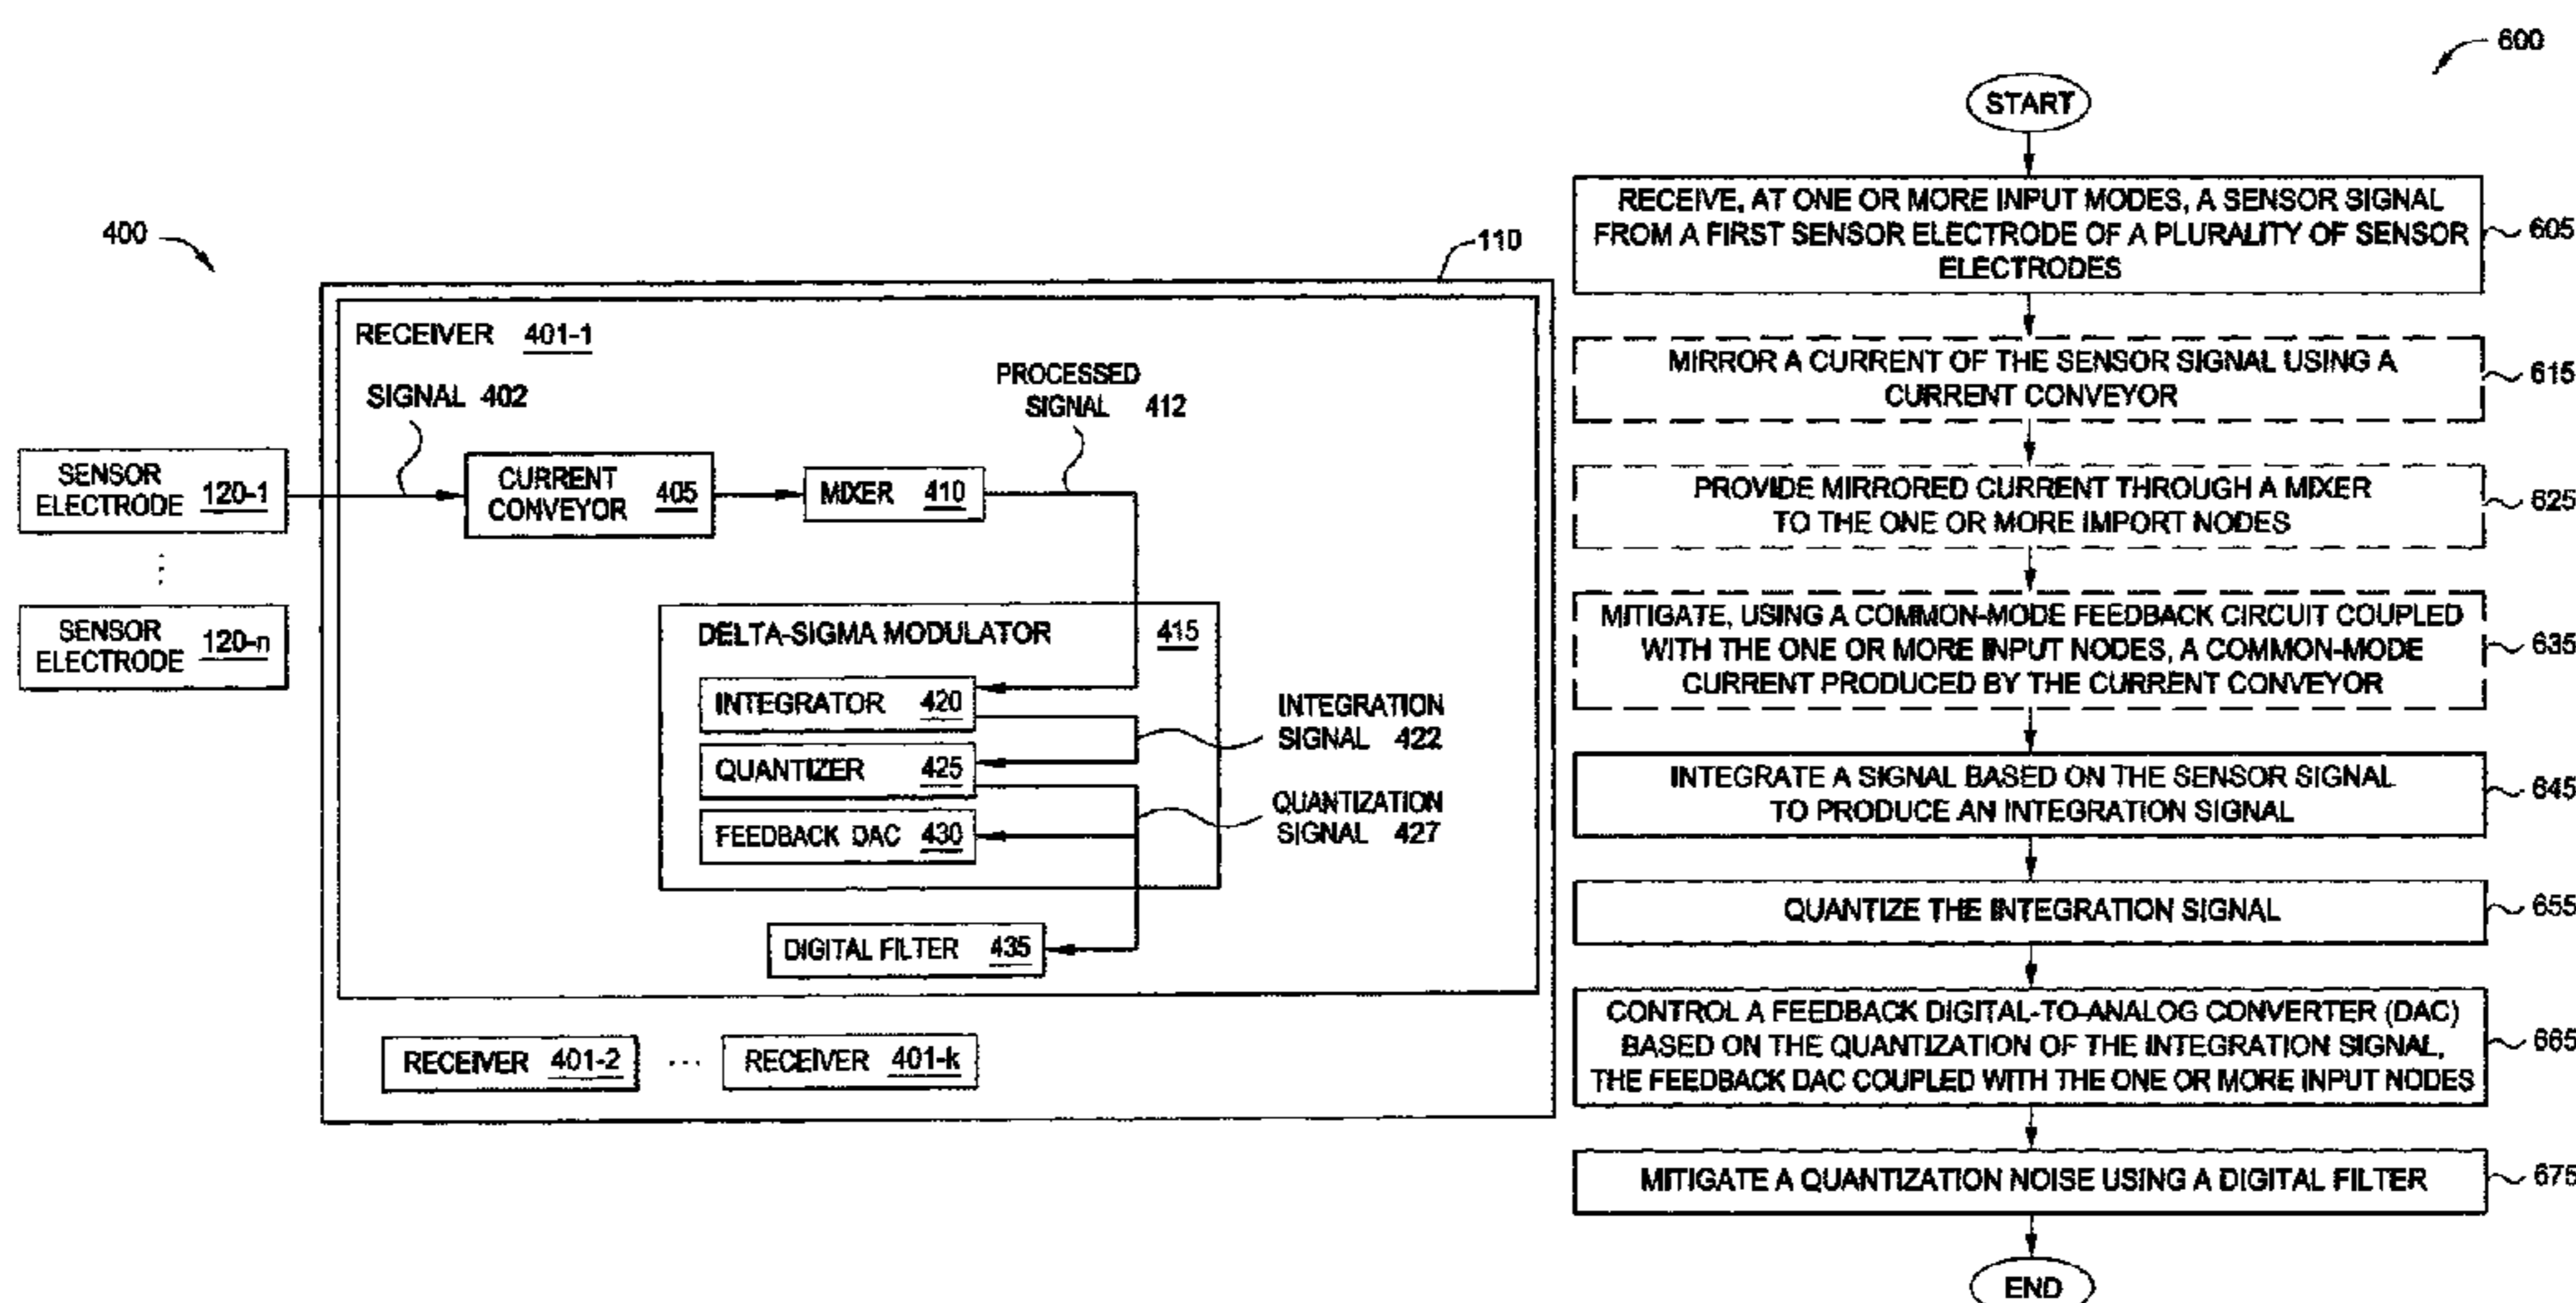 400
110
RECEIVER 401-1
SIGNAL 402
PROCESSED
SIGNAL 412
SENSOR
ELECTRODE 120-1
CURRENT
CONVEYOR 405
MIXER 410
SENSOR
ELECTRODE 120-n
DELTA-SIGMA MODULATOR 415
INTEGRATOR 420
INTEGRATION
SIGNAL 422
QUANTIZER 425
QUANTIZATION
SIGNAL 427
FEEDBACK DAC 430
DIGITAL FILTER 435
RECEIVER 401-2
RECEIVER 401-k
600
START
RECEIVE, AT ONE OR MORE INPUT MODES, A SENSOR SIGNAL
FROM A FIRST SENSOR ELECTRODE OF A PLURALITY OF SENSOR
ELECTRODES
605
MIRROR A CURRENT OF THE SENSOR SIGNAL USING A
CURRENT CONVEYOR
615
PROVIDE MIRRORED CURRENT THROUGH A MIXER
TO THE ONE OR MORE IMPORT NODES
625
MITIGATE, USING A COMMON-MODE FEEDBACK CIRCUIT COUPLED
WITH THE ONE OR MORE INPUT NODES, A COMMON-MODE
CURRENT PRODUCED BY THE CURRENT CONVEYOR
635
INTEGRATE A SIGNAL BASED ON THE SENSOR SIGNAL
TO PRODUCE AN INTEGRATION SIGNAL
645
QUANTIZE THE INTEGRATION SIGNAL
655
CONTROL A FEEDBACK DIGITAL-TO-ANALOG CONVERTER (DAC)
BASED ON THE QUANTIZATION OF THE INTEGRATION SIGNAL,
THE FEEDBACK DAC COUPLED WITH THE ONE OR MORE INPUT NODES
665
MITIGATE A QUANTIZATION NOISE USING A DIGITAL FILTER
675
END